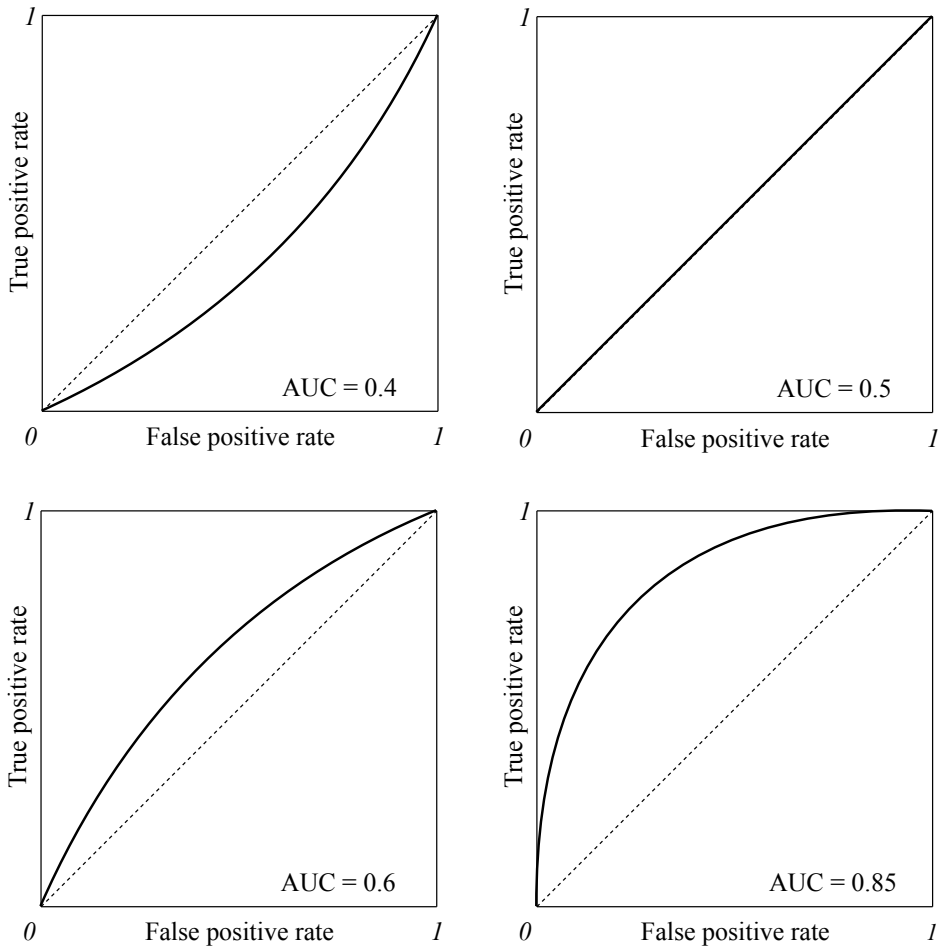 1
True positive rate
AUC = 0.4
0
False positive rate
1
1
True positive rate
AUC = 0.5
0
False positive rate
1
1
True positive rate
AUC = 0.6
0
False positive rate
1
1
True positive rate
AUC = 0.85
0
False positive rate
1